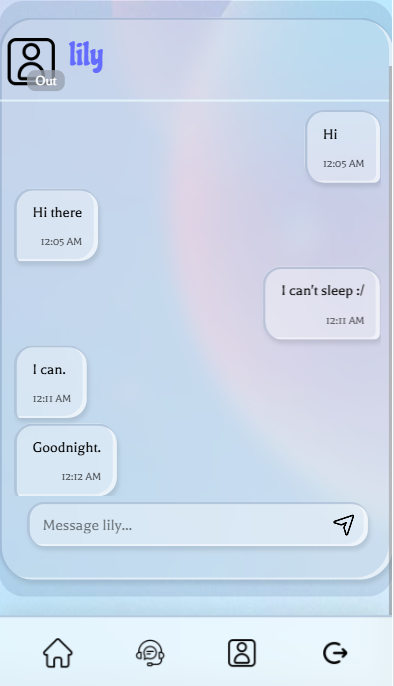 lily
Out
Hi
12:05 AM
Hi there
12:05 AM
I can't sleep :/
12:11 AM
I can.
12:11 AM
Goodnight.
12:12 AM
Message lily...